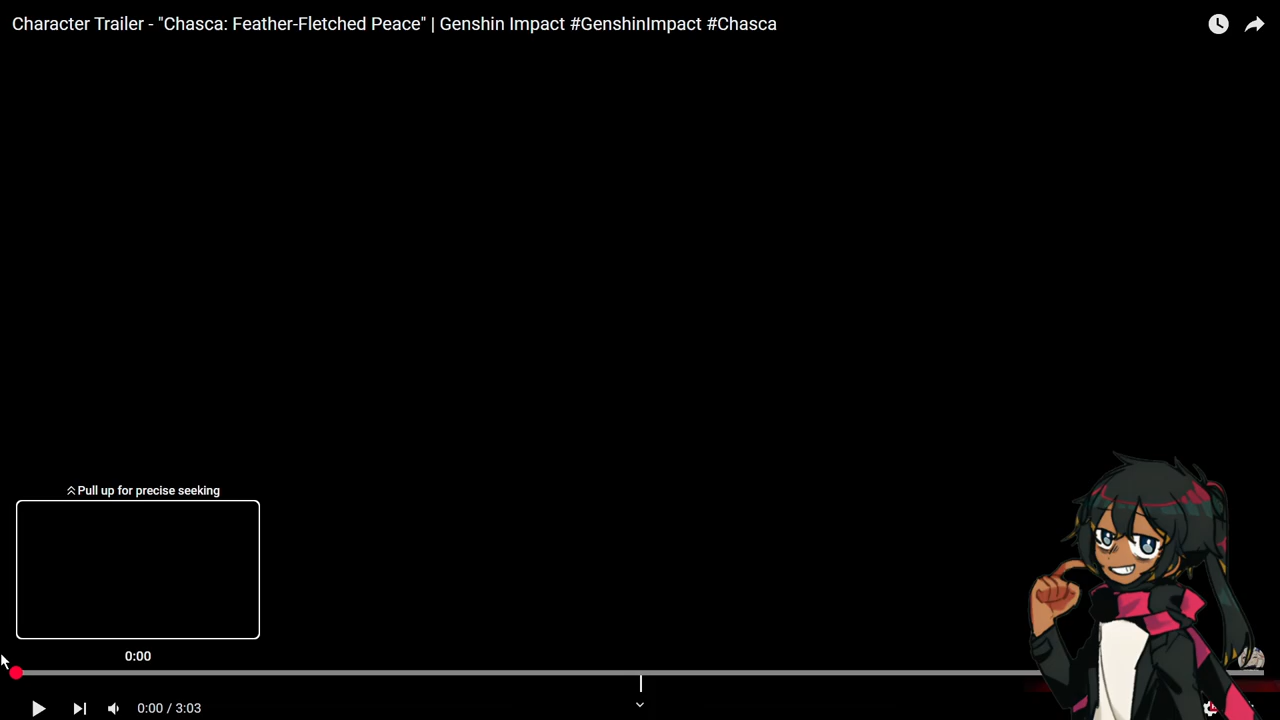 Character Trailer - "Chasca: Feather-Fletched Peace" | Genshin Impact #GenshinImpact #Chasca
Pull up for precise seeking
0:00
0:00 / 3:03